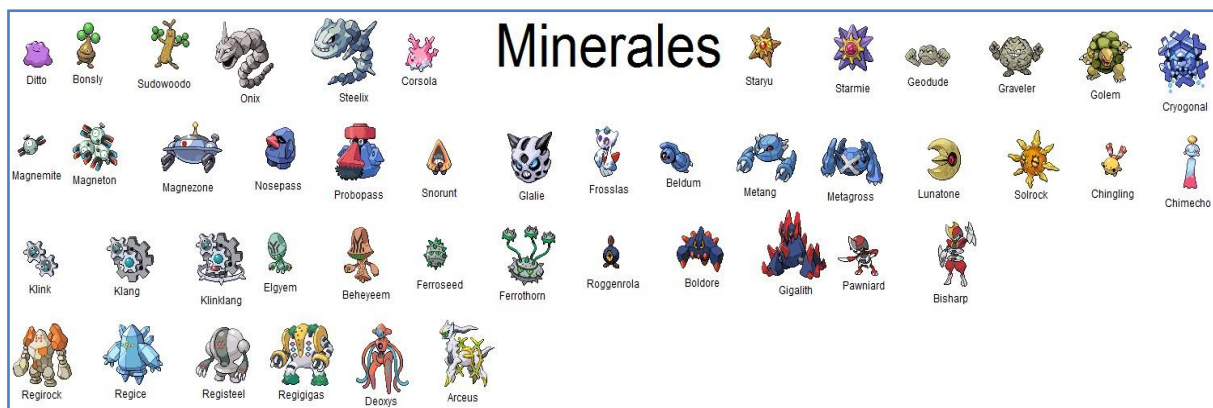 Minerales
Ditto Bonsly Sudowoodo Onix Steelix Corsola Staryu Starmie Geodude Graveler Golem Cryogonal
Magnemite Magneton Magnezone Nosepass Probopass Snorunt Glalie Frosslas Beldum Metang Metagross Lunatone Solrock Chingling Chimecho
Klink Klang Klinklang Elgyem Beheyeem Ferroseed Ferrothorn Roggenrola Boldore Gigalith Pawniard Bisharp
Regirock Regice Registeel Regigigas Deoxys Arceus